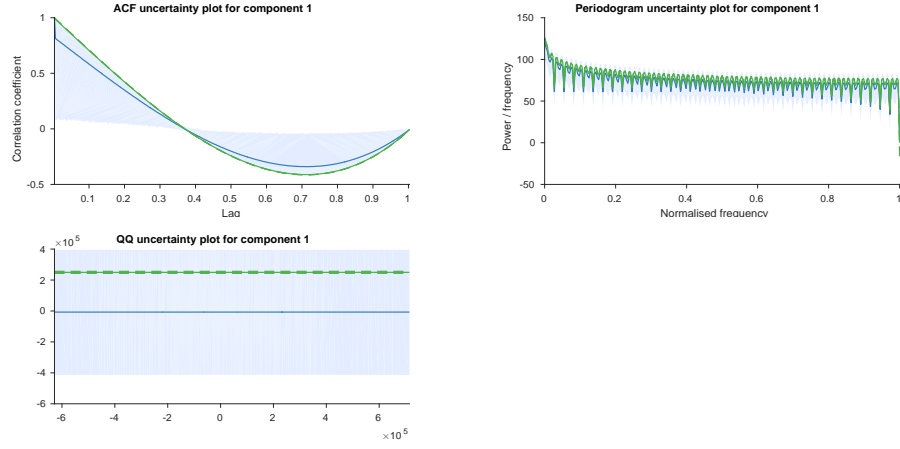 ACF uncertainty plot for component 1
Correlation coefficient
1
0.5
0
-0.5
0.1 0.2 0.3 0.4 0.5 0.6 0.7 0.8 0.9 1
Lag
Periodogram uncertainty plot for component 1
Power / frequency
150
100
50
0
-50
0 0.2 0.4 0.6 0.8 1
Normalised frequency
QQ uncertainty plot for component 1
×10^5
4
2
0
-2
-4
-6
-6 -4 -2 0 2 4 6
×10^5